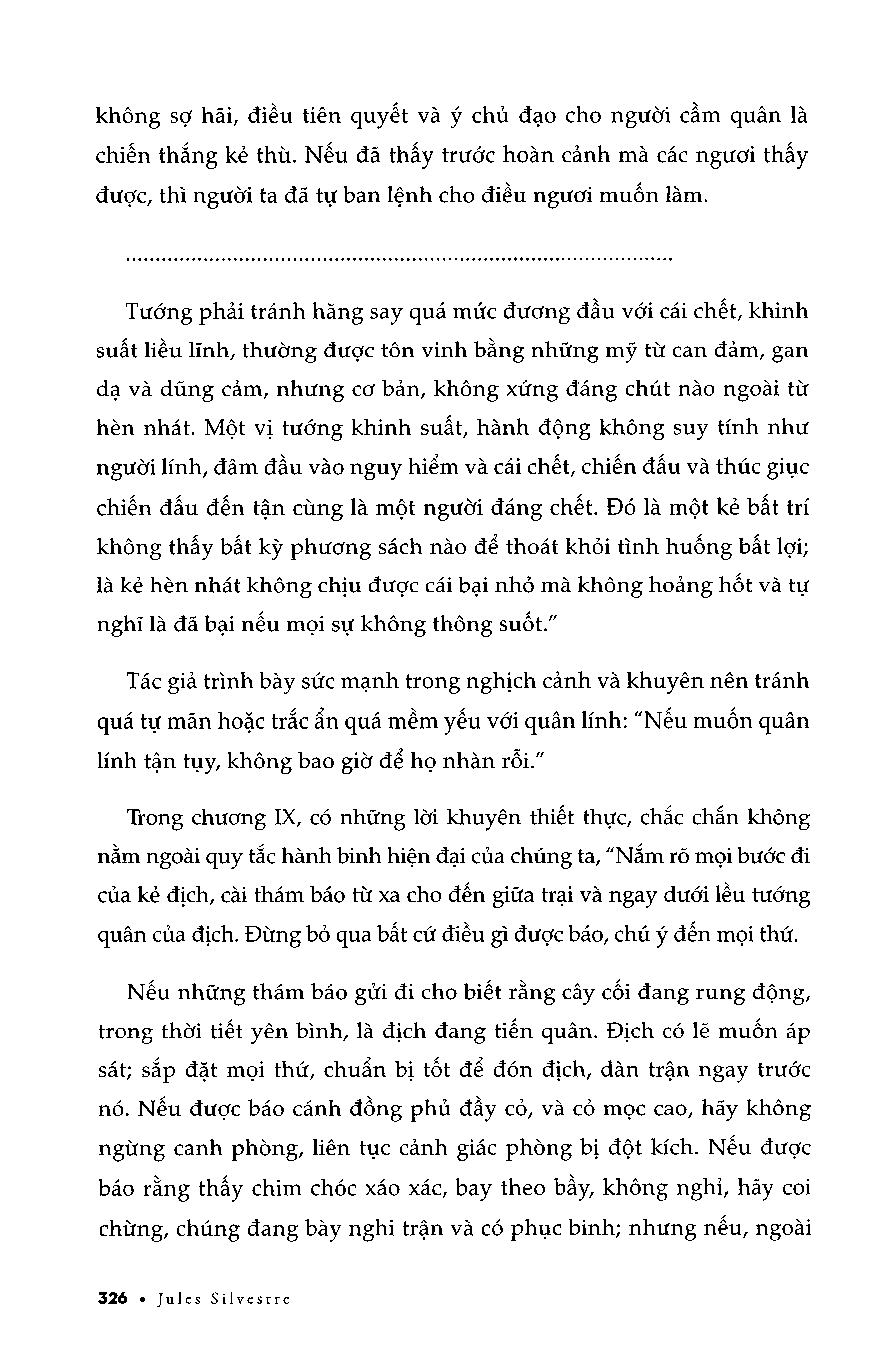 không sợ hãi, điều tiên quyết và ý chủ đạo cho người cầm quân là
chiến thắng kẻ thù. Nếu đã thấy trước hoàn cảnh mà các ngươi thấy
được, thì người ta đã tự ban lệnh cho điều ngươi muốn làm.
..............................................................................................
Tướng phải tránh hăng say quá mức đương đầu với cái chết, khinh
suất liều lĩnh, thường được tôn vinh bằng những mỹ từ can đảm, gan
dạ và dũng cảm, nhưng cơ bản, không xứng đáng chút nào ngoài từ
hèn nhát. Một vị tướng khinh suất, hành động không suy tính như
người lính, đâm đầu vào nguy hiểm và cái chết, chiến đấu và thúc giục
chiến đấu đến tận cùng là một người đáng chết. Đó là một kẻ bất trí
không thấy bất kỳ phương sách nào để thoát khỏi tình huống bất lợi;
là kẻ hèn nhát không chịu được cái bại nhỏ mà không hoảng hốt và tự
nghĩ là đã bại nếu mọi sự không thông suốt."
Tác giả trình bày sức mạnh trong nghịch cảnh và khuyên nên tránh
quá tự mãn hoặc trắc ẩn quá mềm yếu với quân lính: "Nếu muốn quân
lính tận tụy, không bao giờ để họ nhàn rỗi."
Trong chương IX, có những lời khuyên thiết thực, chắc chắn không
nằm ngoài quy tắc hành binh hiện đại của chúng ta, "Nắm rõ mọi bước đi
của kẻ địch, cài thám báo từ xa cho đến giữa trại và ngay dưới lều tướng
quân của địch. Đừng bỏ qua bất cứ điều gì được báo, chú ý đến mọi thứ.
Nếu những thám báo gửi đi cho biết rằng cây cối đang rung động,
trong thời tiết yên bình, là địch đang tiến quân. Địch có lẽ muốn áp
sát; sắp đặt mọi thứ, chuẩn bị tốt để đón địch, dàn trận ngay trước
nó. Nếu được báo cánh đồng phủ đầy cỏ, và cỏ mọc cao, hãy không
ngừng canh phòng, liên tục cảnh giác phòng bị đột kích. Nếu được
báo rằng thấy chim chóc xáo xác, bay theo bầy, không nghỉ, hãy coi
chừng, chúng đang bày nghi trận và có phục binh; nhưng nếu, ngoài
326 • Jules Silvestre